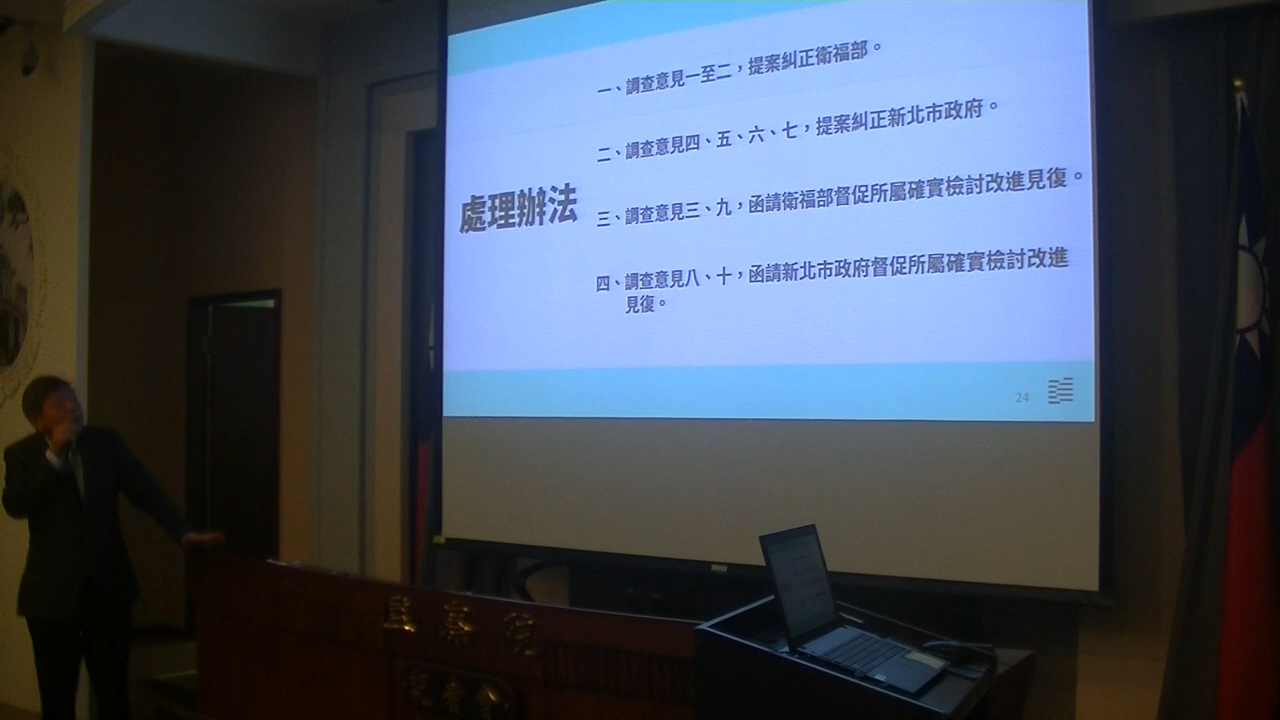 處理辦法
一、調查意見一至二，提案糾正衛福部。
二、調查意見四、五、六、七，提案糾正新北市政府。
三、調查意見三、九，函請衛福部督促所屬確實檢討改進見復。
四、調查意見八、十，函請新北市政府督促所屬確實檢討改進
見復。
24